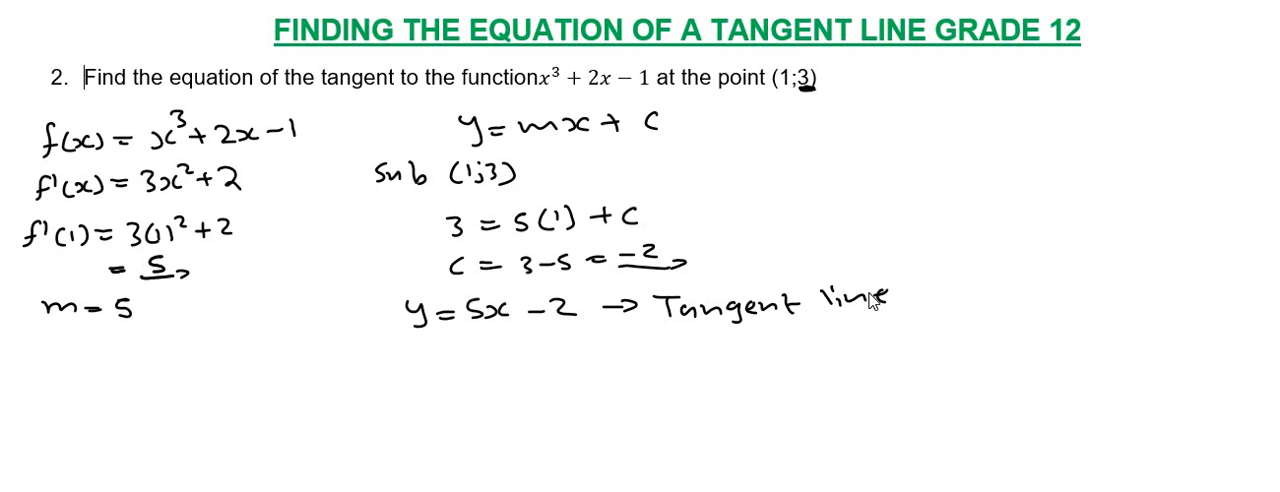 FINDING THE EQUATION OF A TANGENT LINE GRADE 12
2. Find the equation of the tangent to the functionx³ + 2x − 1 at the point (1;3)
f(x) = x³ + 2x − 1
f'(x) = 3x² + 2
f'(1) = 3(1)² + 2
= 5
m = 5
y = mx + c
sub (1;3)
3 = 5(1) + c
c = 3 − 5 = −2
y = 5x − 2 → Tangent line